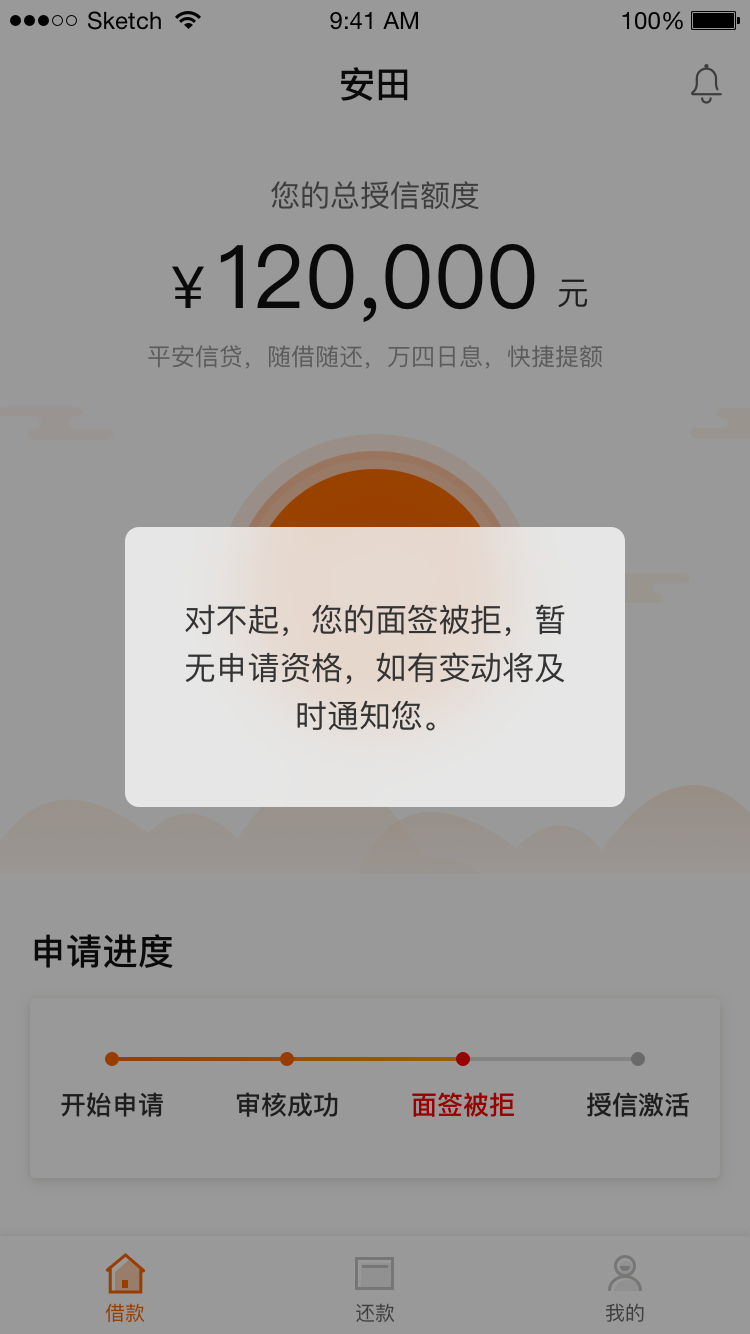 Sketch 9:41 AM 100%
安田
您的总授信额度
¥120,000 元
平安信贷，随借随还，万四日息，快捷提额
对不起，您的面签被拒，暂
无申请资格，如有变动将及
时通知您。
申请进度
开始申请 审核成功 面签被拒 授信激活
借款 还款 我的